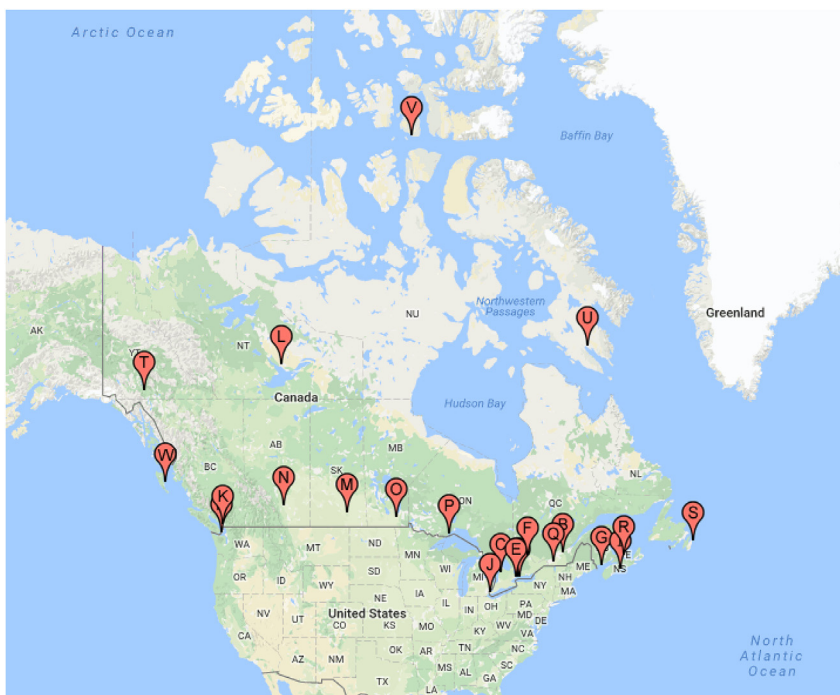 Arctic Ocean
V
Baffin Bay
AK
YT
NT
NU
Northwestern
Passages
Greenland
U
L
T
Canada
Hudson Bay
W
BC
AB
SK
MB
ON
QC
NL
K
N
M
O
P
C
E
F
Q
B
G
R
S
J
PE
NS
WA
MT
ND
MN
OR
ID
WY
SD
WI
MI
NY
ME
NH
MA
NV
UT
CO
NE
IA
IL
IN
OH
PA
MD
DE
WV
VA
United States
KS
MO
KY
CA
AZ
NM
OK
AR
TN
NC
SC
TX
LA
MS
AL
GA
North
Atlantic
Ocean